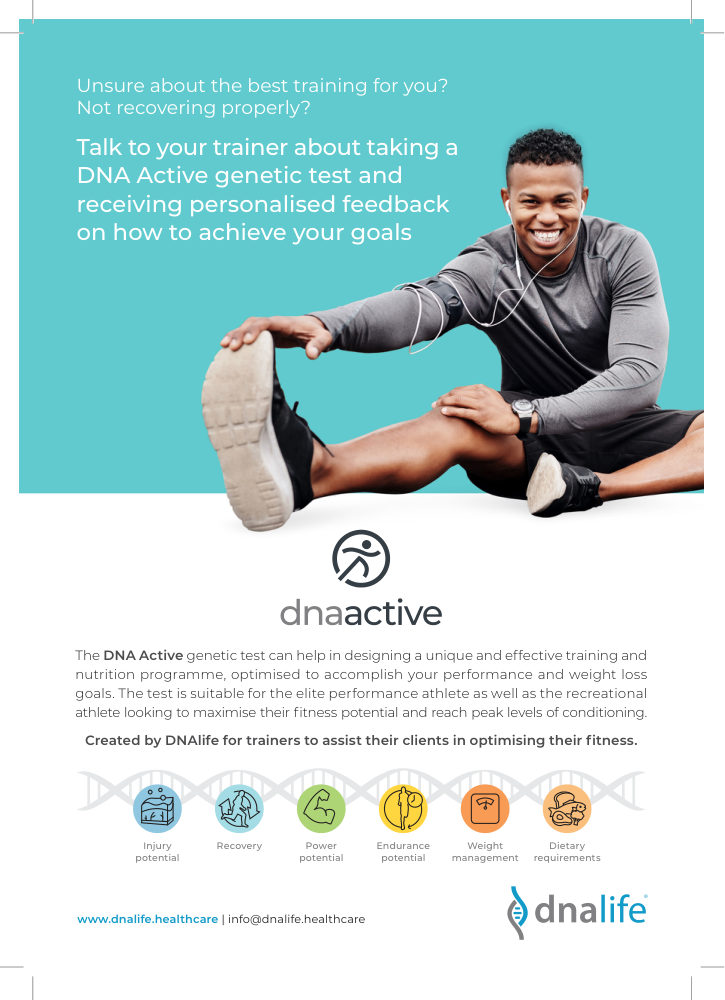 Unsure about the best training for you?
Not recovering properly?
Talk to your trainer about taking a
DNA Active genetic test and
receiving personalised feedback
on how to achieve your goals
dnaactive
The DNA Active genetic test can help in designing a unique and effective training and
nutrition programme, optimised to accomplish your performance and weight loss
goals. The test is suitable for the elite performance athlete as well as the recreational
athlete looking to maximise their fitness potential and reach peak levels of conditioning.
Created by DNAlife for trainers to assist their clients in optimising their fitness.
Injury
potential
Recovery
Power
potential
Endurance
potential
Weight
management
Dietary
requirements
www.dnalife.healthcare | info@dnalife.healthcare
dnalife®